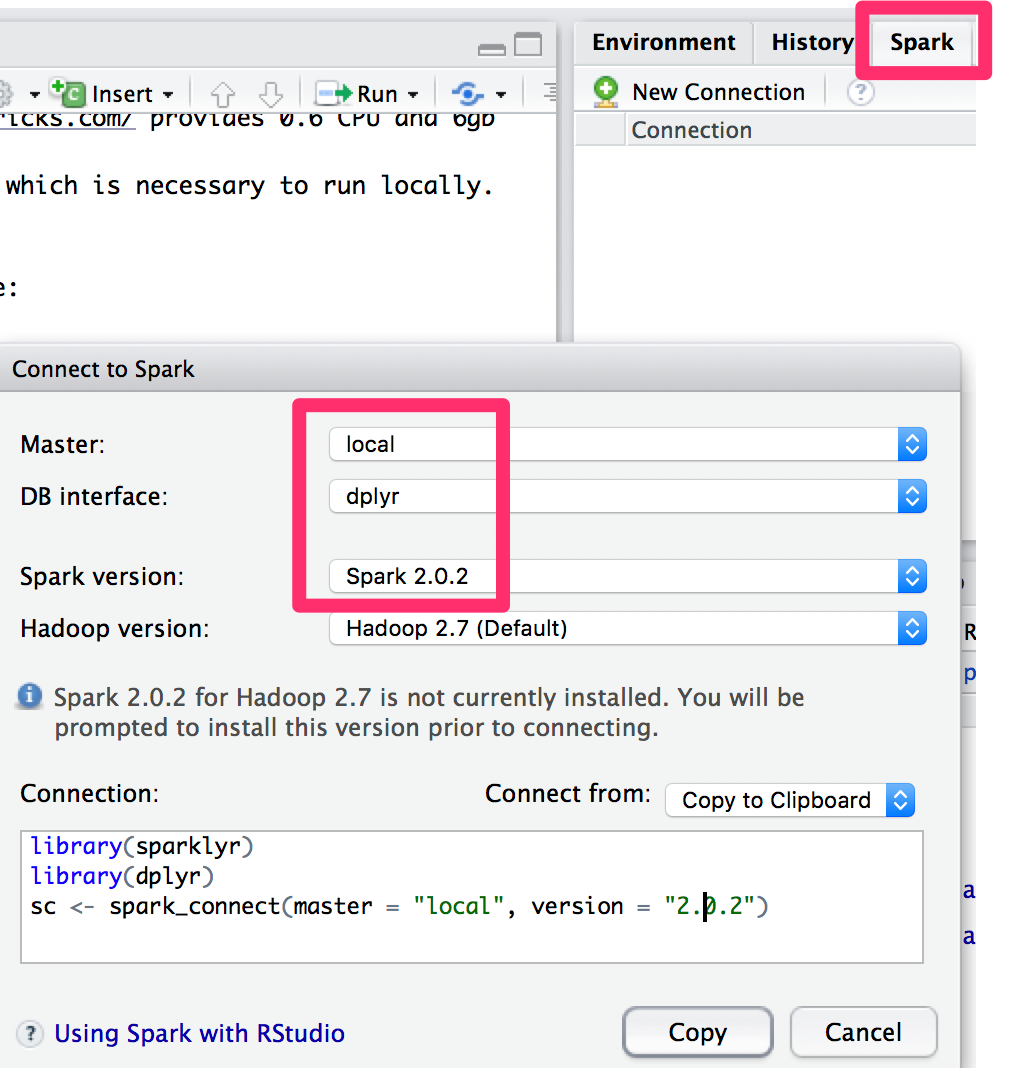 Environment History Spark
Insert Run
New Connection ?
Connection
ricks.com/ provides 0.6 CPU and 6gb
which is necessary to run locally.
e:
Connect to Spark
Master: local
DB interface: dplyr
Spark version: Spark 2.0.2
Hadoop version: Hadoop 2.7 (Default)
Spark 2.0.2 for Hadoop 2.7 is not currently installed. You will be
prompted to install this version prior to connecting.
Connection: Connect from: Copy to Clipboard
library(sparklyr)
library(dplyr)
sc <- spark_connect(master = "local", version = "2.0.2")
? Using Spark with RStudio Copy Cancel
R
p
a
a